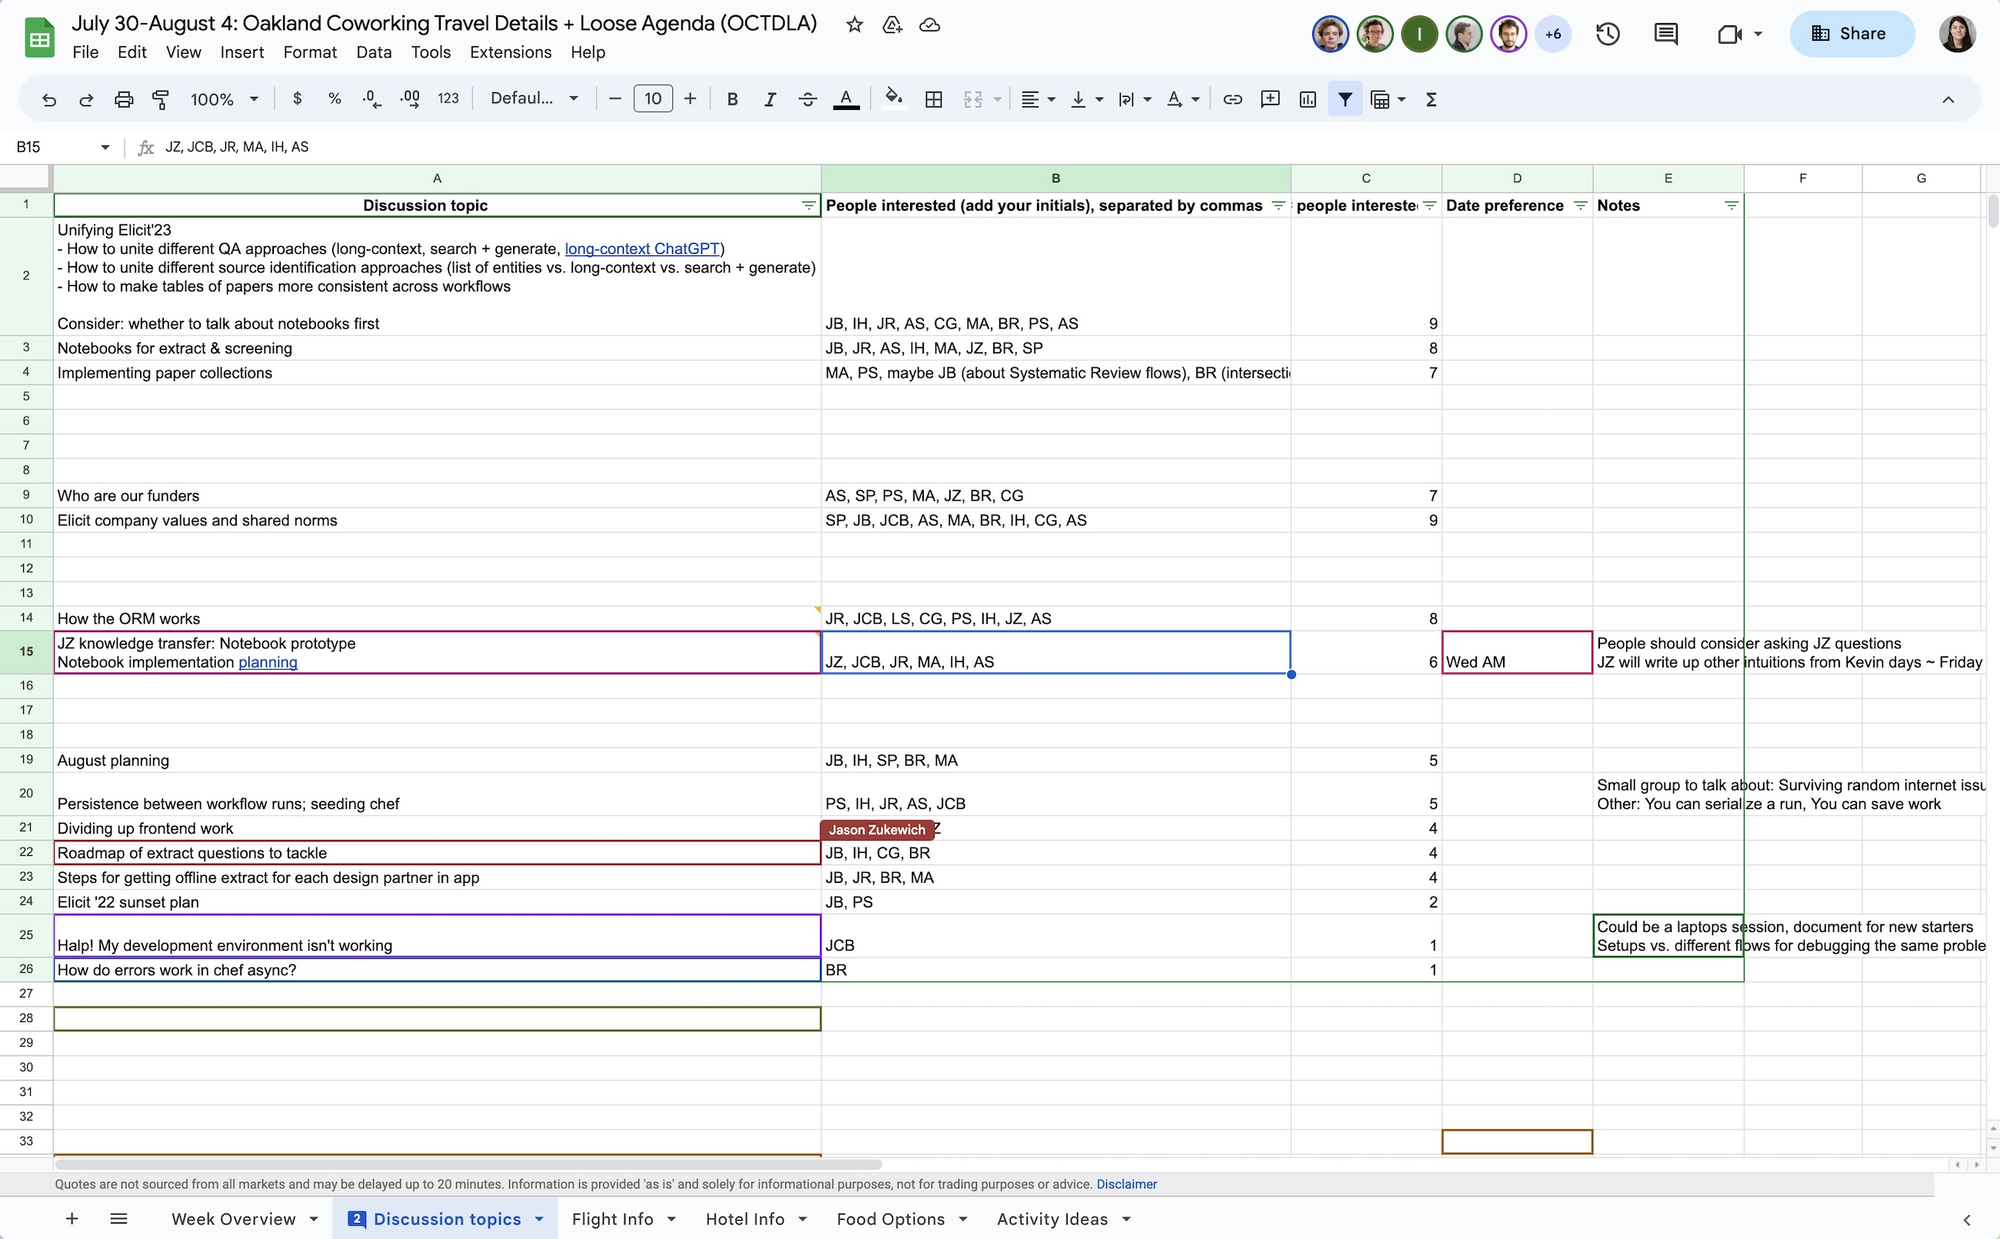 July 30-August 4: Oakland Coworking Travel Details + Loose Agenda (OCTDLA)
I
+6
Share
File Edit View Insert Format Data Tools Extensions Help
100% $ % .0 .00 123 Defaul... 10 B I A
B15 fx JZ, JCB, JR, MA, IH, AS
A B C D E F G
1 Discussion topic People interested (add your initials), separated by commas people intereste Date preference Notes
2 Unifying Elicit'23
- How to unite different QA approaches (long-context, search + generate, long-context ChatGPT)
- How to unite different source identification approaches (list of entities vs. long-context vs. search + generate)
- How to make tables of papers more consistent across workflows
Consider: whether to talk about notebooks first JB, IH, JR, AS, CG, MA, BR, PS, AS 9
3 Notebooks for extract & screening JB, JR, AS, IH, MA, JZ, BR, SP 8
4 Implementing paper collections MA, PS, maybe JB (about Systematic Review flows), BR (intersecti 7
5
6
7
8
9 Who are our funders AS, SP, PS, MA, JZ, BR, CG 7
10 Elicit company values and shared norms SP, JB, JCB, AS, MA, BR, IH, CG, AS 9
11
12
13
14 How the ORM works JR, JCB, LS, CG, PS, IH, JZ, AS 8
15 JZ knowledge transfer: Notebook prototype People should consider asking JZ questions
Notebook implementation planning JZ, JCB, JR, MA, IH, AS 6 Wed AM JZ will write up other intuitions from Kevin days ~ Friday
16
17
18
19 August planning JB, IH, SP, BR, MA 5
20 Small group to talk about: Surviving random internet issu
Persistence between workflow runs; seeding chef PS, IH, JR, AS, JCB 5 Other: You can serialize a run, You can save work
21 Dividing up frontend work Jason Zukewich Z 4
22 Roadmap of extract questions to tackle JB, IH, CG, BR 4
23 Steps for getting offline extract for each design partner in app JB, JR, BR, MA 4
24 Elicit '22 sunset plan JB, PS 2
25 Could be a laptops session, document for new starters
Halp! My development environment isn't working JCB 1 Setups vs. different flows for debugging the same proble
26 How do errors work in chef async? BR 1
27
28
29
30
31
32
33
Quotes are not sourced from all markets and may be delayed up to 20 minutes. Information is provided 'as is' and solely for informational purposes, not for trading purposes or advice. Disclaimer
Week Overview 2 Discussion topics Flight Info Hotel Info Food Options Activity Ideas